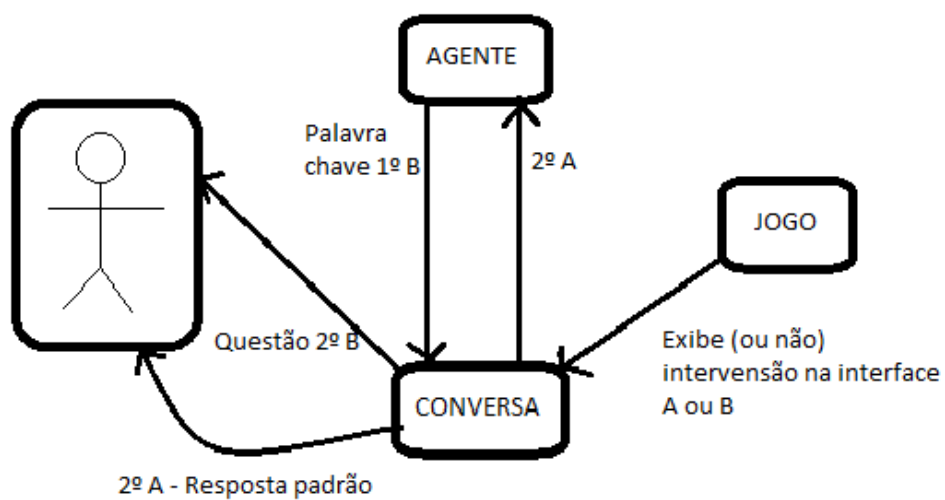 AGENTE
Palavra
chave 1º B
2º A
JOGO
Questão 2º B
Exibe (ou não)
intervensão na interface
A ou B
CONVERSA
2º A - Resposta padrão